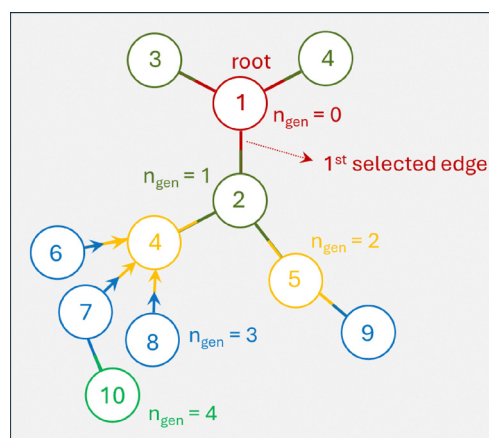 3
root
4
1
n_gen = 0
1st selected edge
n_gen = 1
2
6
4
n_gen = 2
5
7
8
n_gen = 3
9
10
n_gen = 4